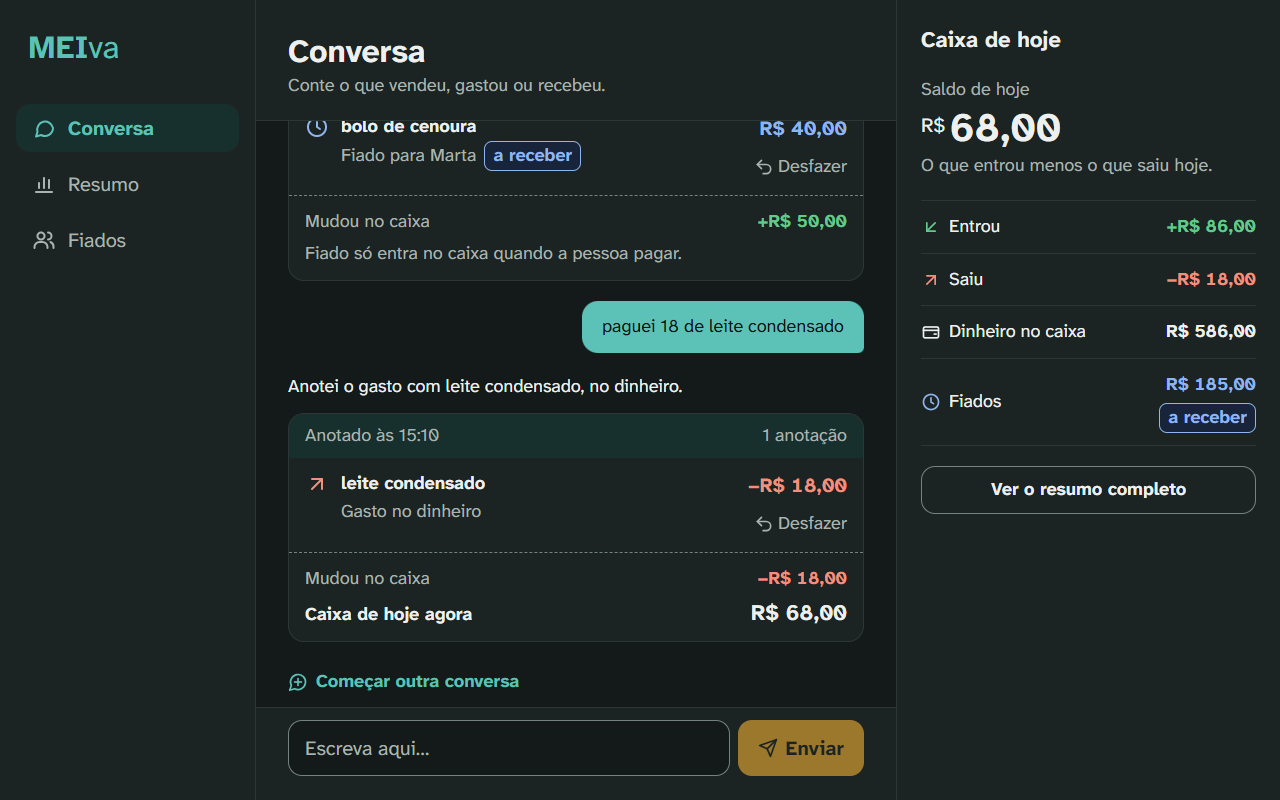 MEIva
Conversa
Resumo
Fiados
Conversa
Conte o que vendeu, gastou ou recebeu.
bolo de cenoura R$ 40,00
Fiado para Marta a receber
Desfazer
Mudou no caixa +R$ 50,00
Fiado só entra no caixa quando a pessoa pagar.
paguei 18 de leite condensado
Anotei o gasto com leite condensado, no dinheiro.
Anotado às 15:10 1 anotação
leite condensado −R$ 18,00
Gasto no dinheiro
Desfazer
Mudou no caixa −R$ 18,00
Caixa de hoje agora R$ 68,00
Começar outra conversa
Escreva aqui...
Enviar
Caixa de hoje
Saldo de hoje
R$ 68,00
O que entrou menos o que saiu hoje.
Entrou +R$ 86,00
Saiu −R$ 18,00
Dinheiro no caixa R$ 586,00
Fiados R$ 185,00
a receber
Ver o resumo completo